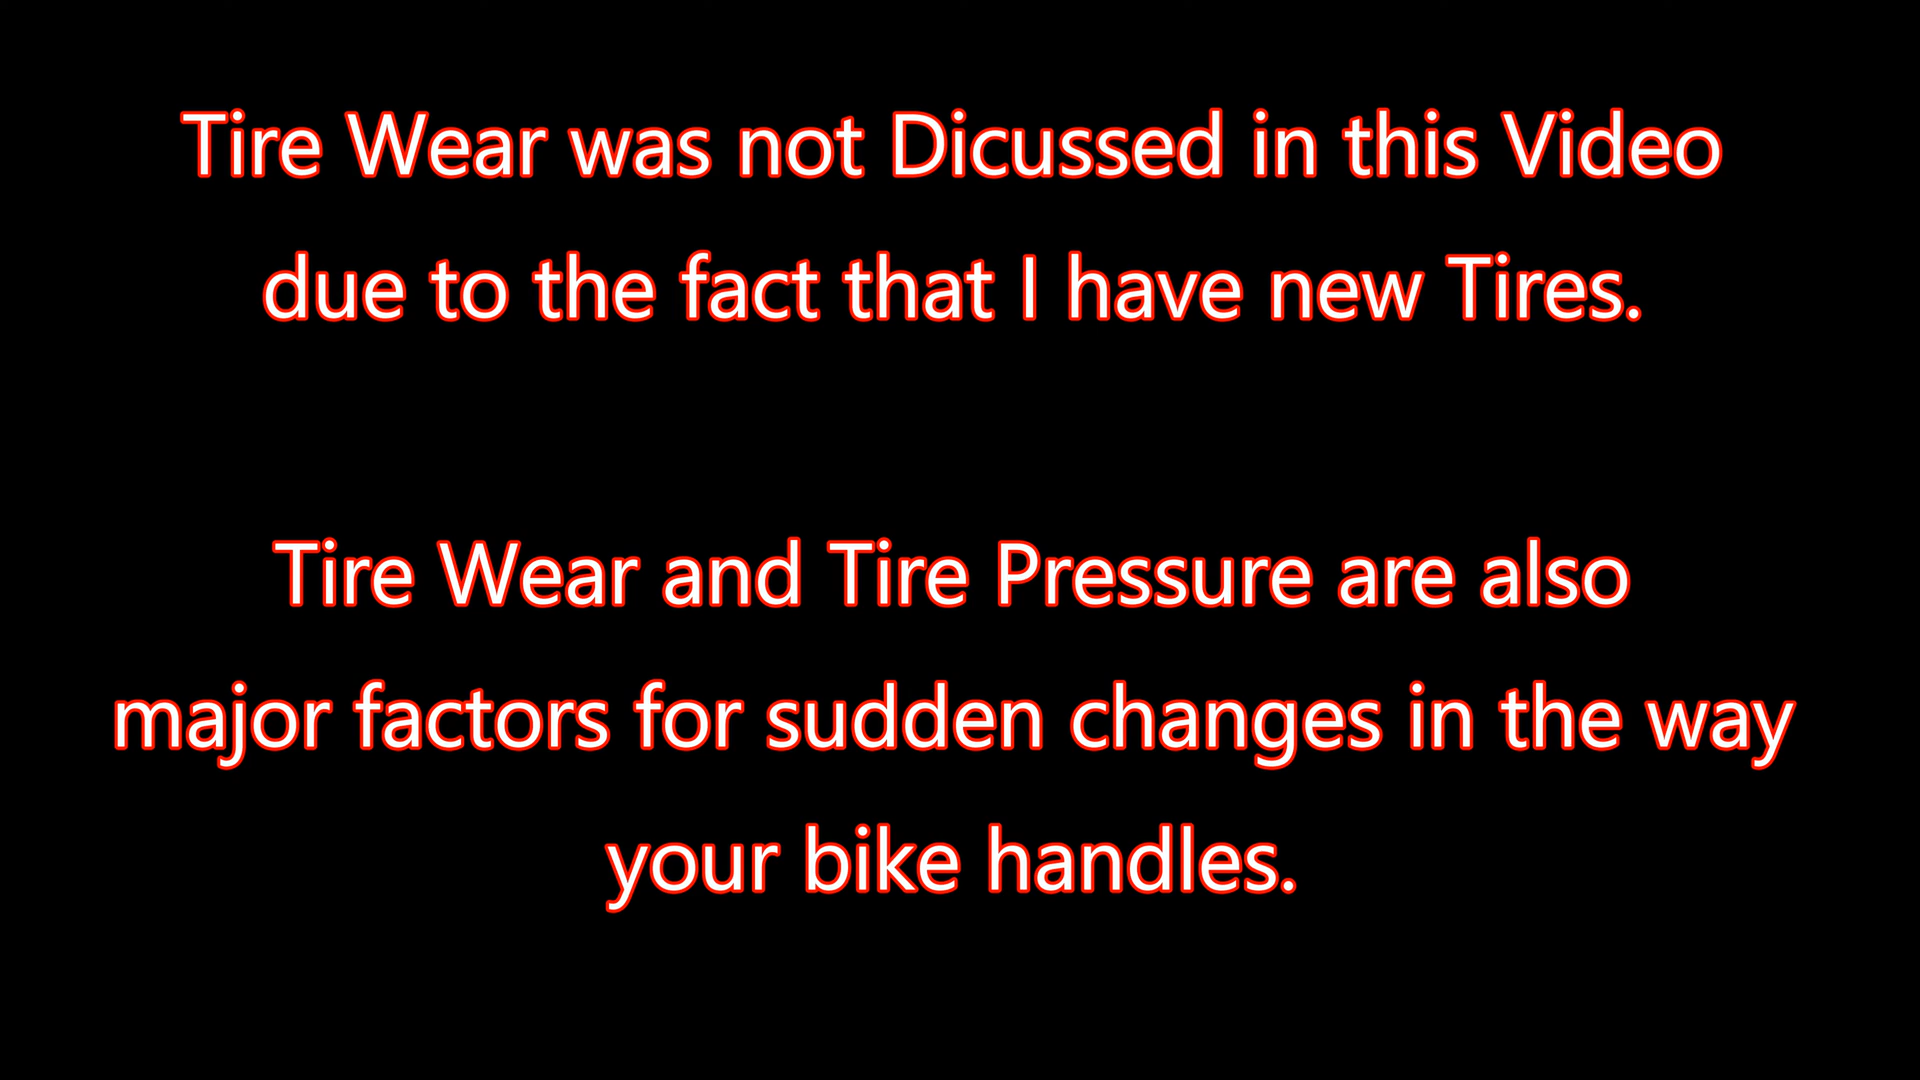 Tire Wear was not Dicussed in this Video
due to the fact that I have new Tires.
Tire Wear and Tire Pressure are also
major factors for sudden changes in the way
your bike handles.